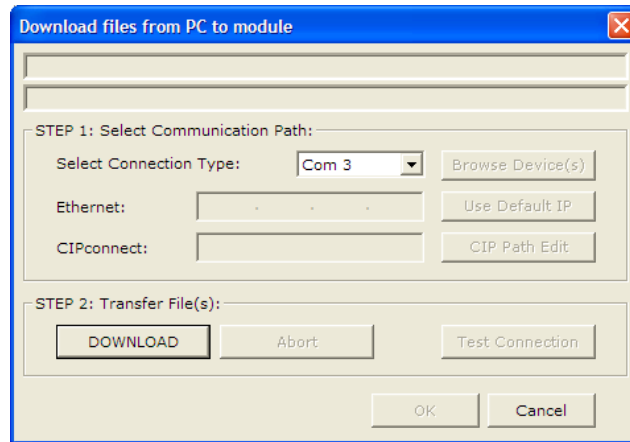 Download files from PC to module
STEP 1: Select Communication Path:
Select Connection Type: Com 3 Browse Device(s)
Ethernet: . . . Use Default IP
CIPconnect: CIP Path Edit
STEP 2: Transfer File(s):
DOWNLOAD Abort Test Connection
OK Cancel